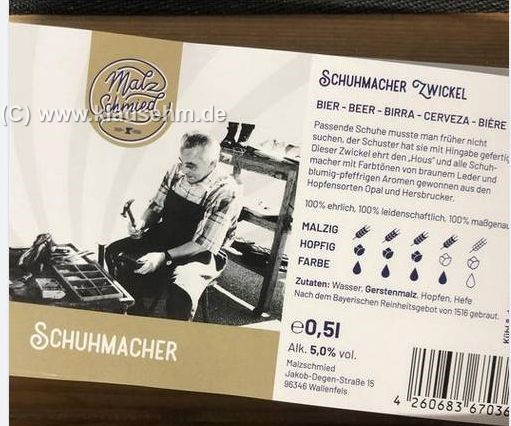 Malz
Schmied
(C) www.klausehm.de
SCHUHMACHER
SCHUHMACHER ZWICKEL
BIER - BEER - BIRRA - CERVEZA - BIÈRE
Passende Schuhe musste man früher nicht
suchen, der Schuster hat sie mit Hingabe gefertig
Dieser Zwickel ehrt den „Hous" und alle Schuh-
macher mit Farbtönen von braunem Leder und
blumig-pfeffrigen Aromen gewonnen aus den
Hopfensorten Opal und Hersbrucker.
100% ehrlich, 100% leidenschaftlich, 100% maßgenau
MALZIG
HOPFIG
FARBE
Zutaten: Wasser, Gerstenmalz, Hopfen, Hefe
Nach dem Bayerischen Reinheitsgebot von 1516 gebraut.
℮0,5l
Alk. 5,0% vol.
Malzschmied
Jakob-Degen-Straße 15
96346 Wallenfels
4 260683 67036